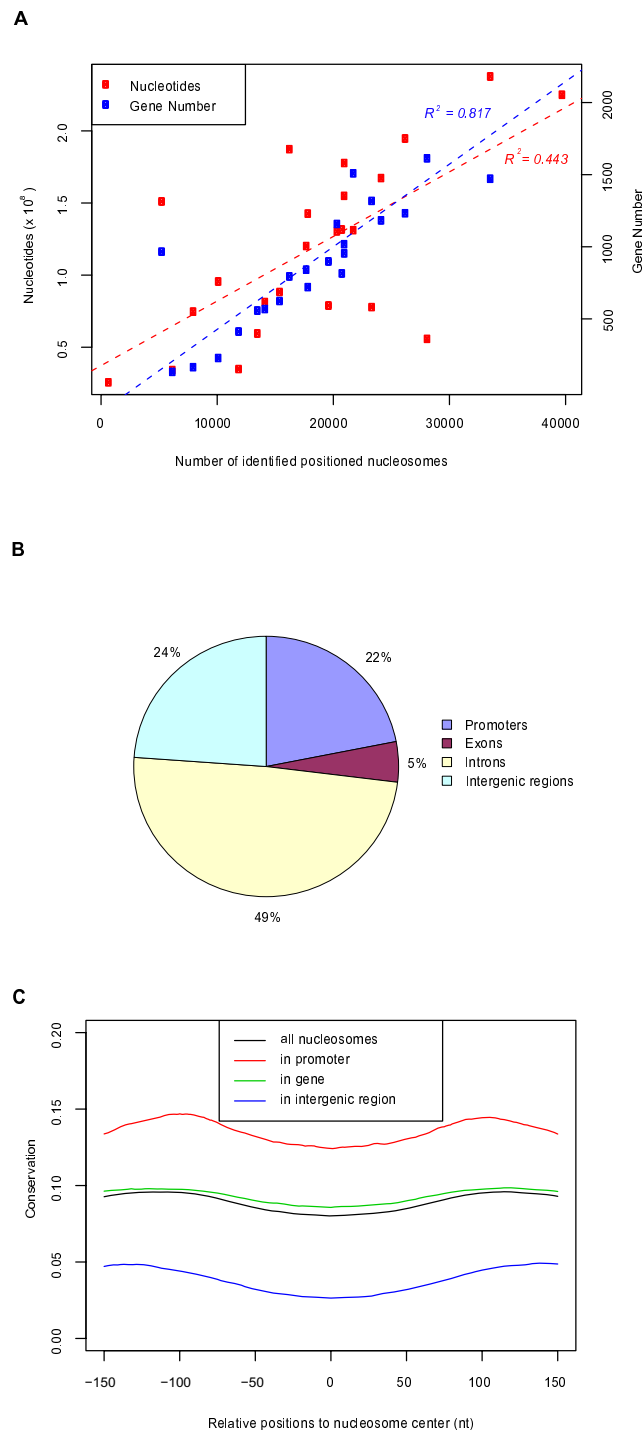 A
Nucleotides
Gene Number
R² = 0.817
R² = 0.443
Nucleotides (x 10⁸ )
0.5
1.0
1.5
2.0
Gene Number
500
1000
1500
2000
0
10000
20000
30000
40000
Number of identified positioned nucleosomes
B
24%
22%
5%
49%
Promoters
Exons
Introns
Intergenic regions
C
all nucleosomes
in promoter
in gene
in intergenic region
Conservation
0.00
0.05
0.10
0.15
0.20
−150
−100
−50
0
50
100
150
Relative positions to nucleosome center (nt)